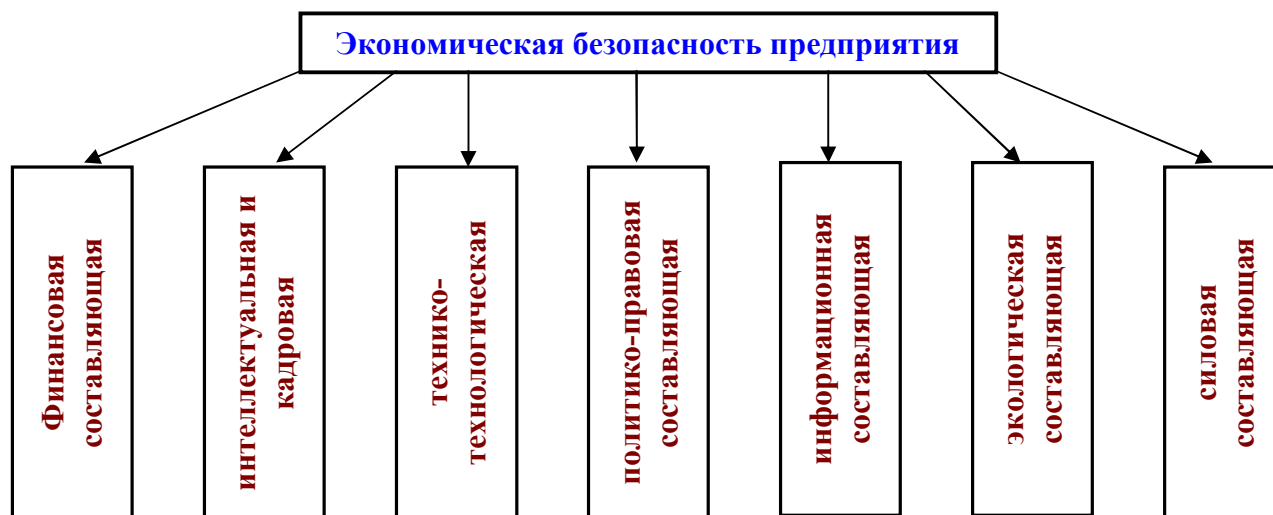 Экономическая безопасность предприятия
Финансовая
составляющая
интеллектуальная и
кадровая
технико-
технологическая
политико-правовая
составляющая
информационная
составляющая
экологическая
составляющая
силовая
составляющая